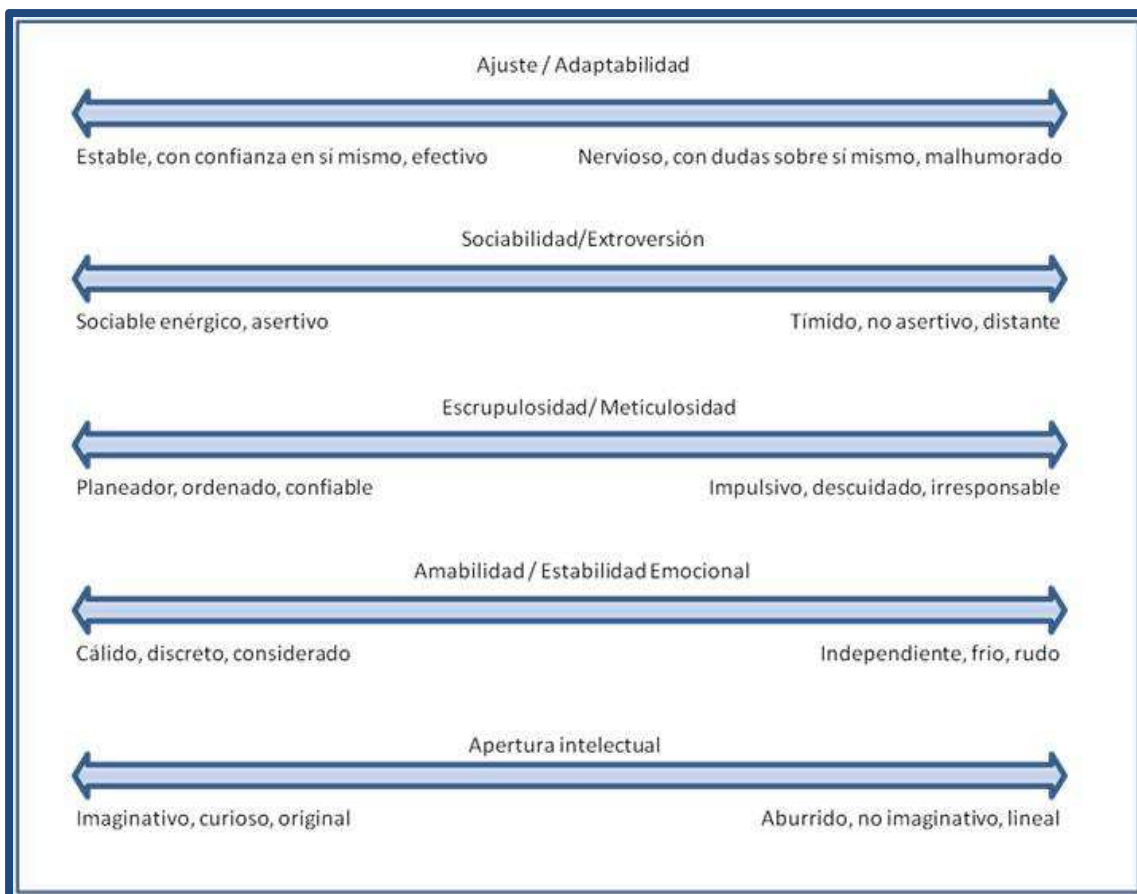 Ajuste / Adaptabilidad
Estable, con confianza en sí mismo, efectivo
Nervioso, con dudas sobre sí mismo, malhumorado
Sociabilidad/Extroversión
Sociable enérgico, asertivo
Tímido, no asertivo, distante
Escrupulosidad/ Meticulosidad
Planeador, ordenado, confiable
Impulsivo, descuidado, irresponsable
Amabilidad / Estabilidad Emocional
Cálido, discreto, considerado
Independiente, frio, rudo
Apertura intelectual
Imaginativo, curioso, original
Aburrido, no imaginativo, lineal